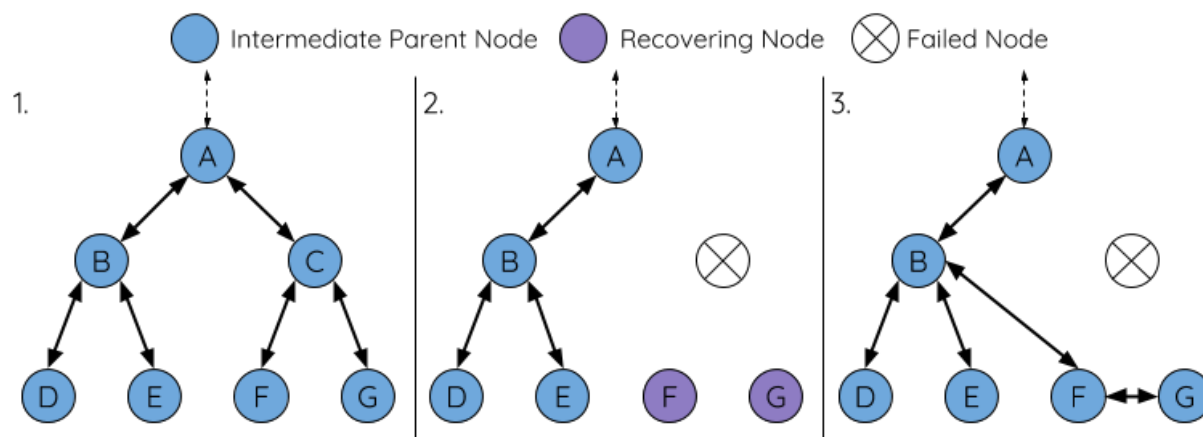 Intermediate Parent Node Recovering Node Failed Node
1. 2. 3.
A A A
B C B B
D E F G D E F G D E F G